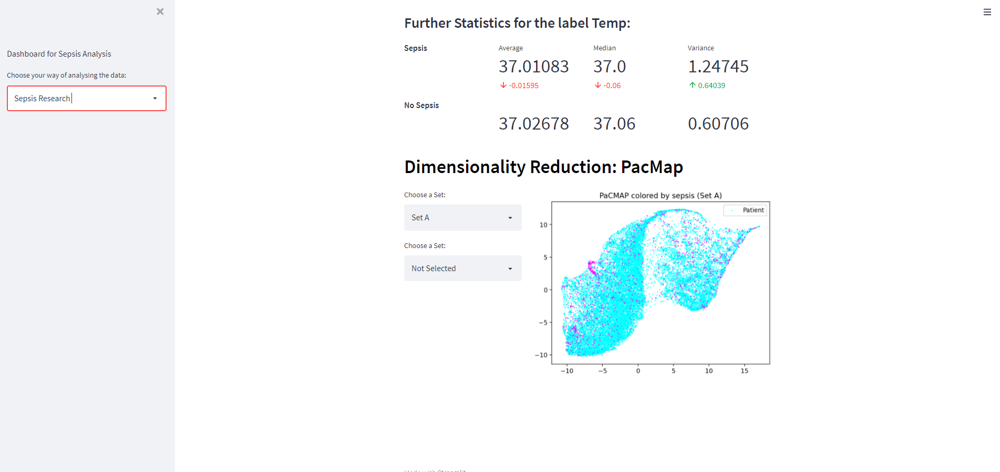 ×
Dashboard for Sepsis Analysis
Choose your way of analysing the data:
Sepsis Research
Further Statistics for the label Temp:
Sepsis Average Median Variance
37.01083 37.0 1.24745
↓ -0.01595 ↓ -0.06 ↑ 0.64039
No Sepsis
37.02678 37.06 0.60706
Dimensionality Reduction: PacMap
Choose a Set:
Set A
Choose a Set:
Not Selected
PaCMAP colored by sepsis (Set A)
Patient
10
5
0
−5
−10
−10 −5 0 5 10 15
Made with Streamlit